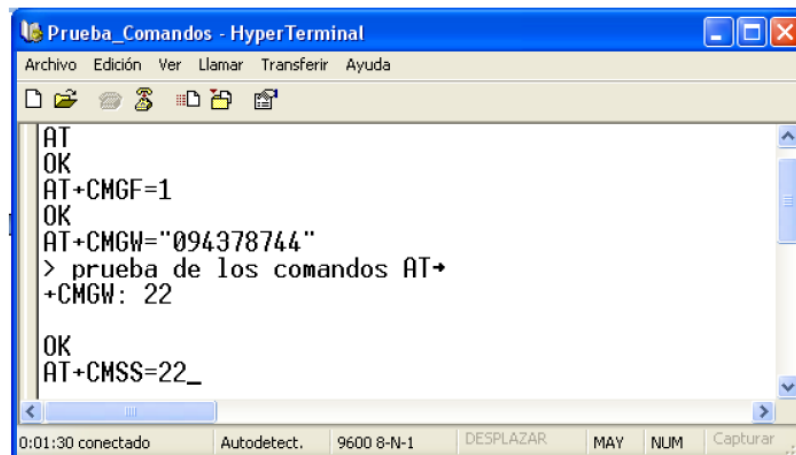 Prueba_Comandos - HyperTerminal
Archivo Edición Ver Llamar Transferir Ayuda
AT
OK
AT+CMGF=1
OK
AT+CMGW="094378744"
> prueba de los comandos AT→
+CMGW: 22
OK
AT+CMSS=22_
0:01:30 conectado Autodetect. 9600 8-N-1 DESPLAZAR MAY NUM Capturar